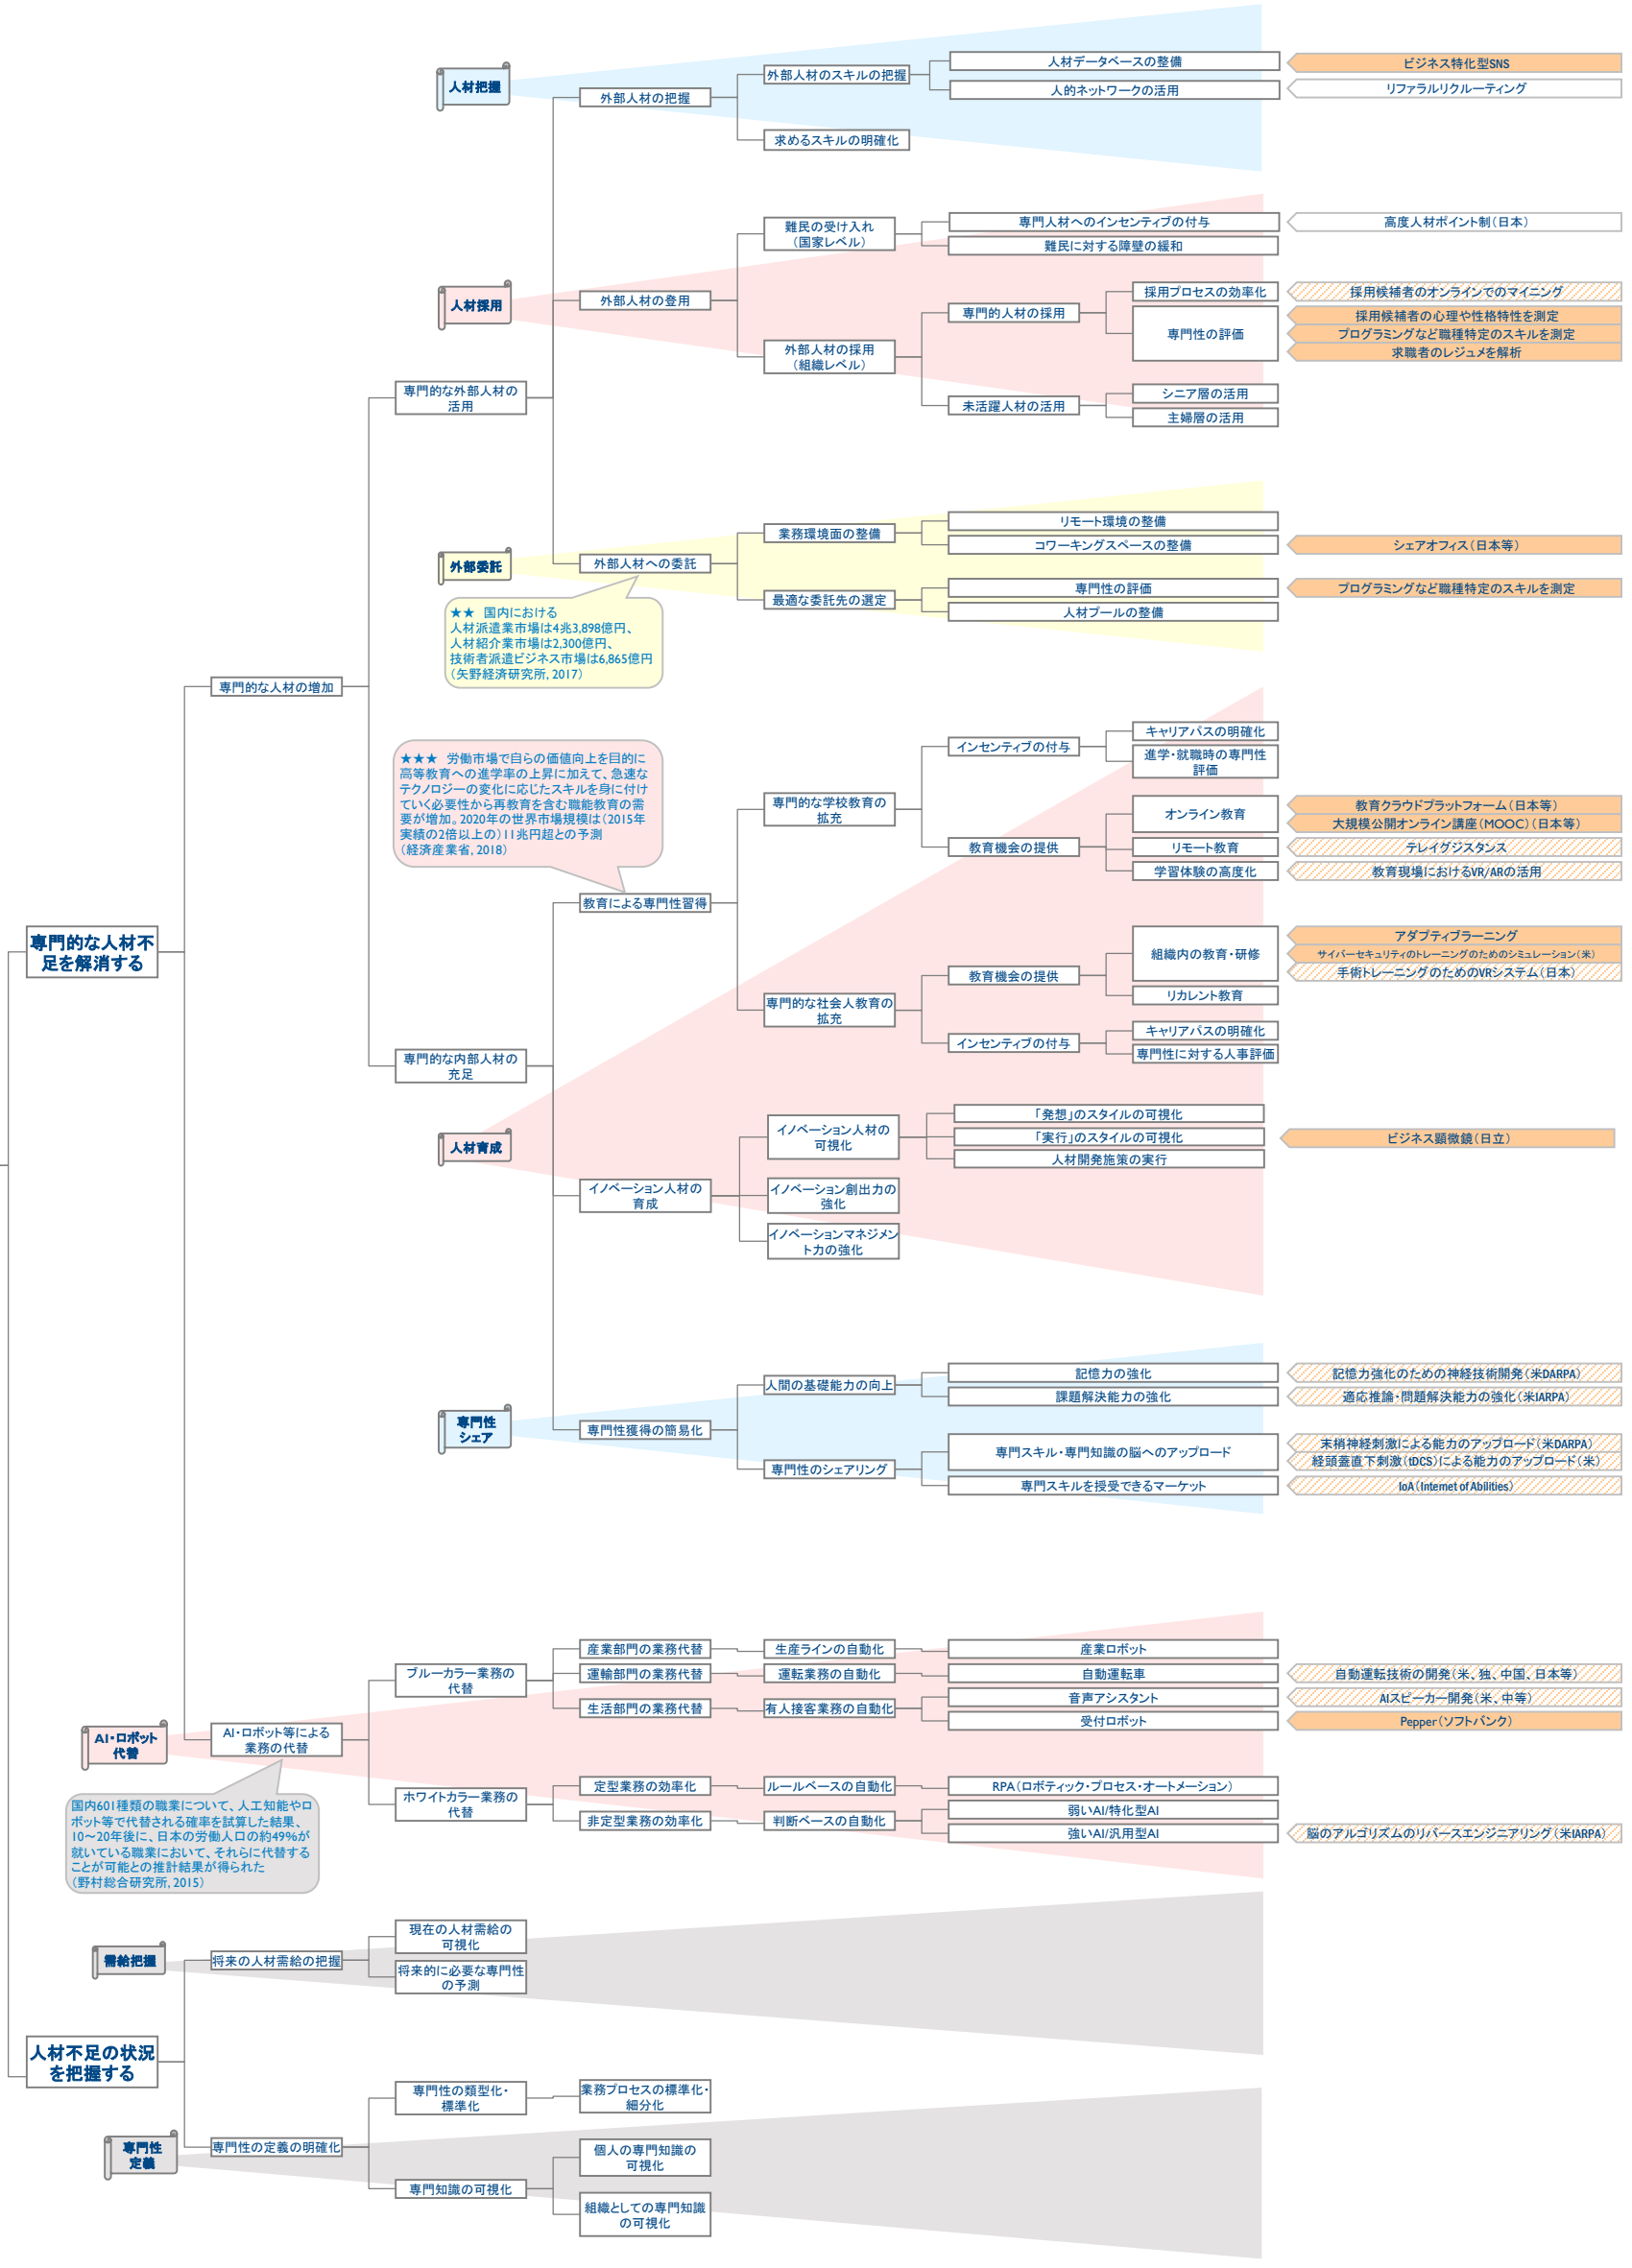 人材把握
外部人材の把握
外部人材のスキルの把握
人材データベースの整備
ビジネス特化型SNS
人的ネットワークの活用
リファラルリクルーティング
求めるスキルの明確化
人材採用
外部人材の登用
難民の受け入れ
（国家レベル）
専門人材へのインセンティブの付与
高度人材ポイント制（日本）
難民に対する障壁の緩和
外部人材の採用
（組織レベル）
専門的人材の採用
採用プロセスの効率化
採用候補者のオンラインでのマイニング
専門性の評価
採用候補者の心理や性格特性を測定
プログラミングなど職種特定のスキルを測定
求職者のレジュメを解析
未活躍人材の活用
シニア層の活用
主婦層の活用
専門的な外部人材の
活用
外部委託
外部人材への委託
業務環境面の整備
リモート環境の整備
コワーキングスペースの整備
シェアオフィス（日本等）
最適な委託先の選定
専門性の評価
プログラミングなど職種特定のスキルを測定
人材プールの整備
★★　国内における
人材派遣業市場は4兆3,898億円、
人材紹介業市場は2,300億円、
技術者派遣ビジネス市場は6,865億円
（矢野経済研究所, 2017）
専門的な人材の増加
★★★　労働市場で自らの価値向上を目的に
高等教育への進学率の上昇に加えて、急速な
テクノロジーの変化に応じたスキルを身に付け
ていく必要性から再教育を含む職能教育の需
要が増加。2020年の世界市場規模は（2015年
実績の2倍以上の）11兆円超との予測
（経済産業省, 2018）
教育による専門性習得
専門的な学校教育の
拡充
インセンティブの付与
キャリアパスの明確化
進学・就職時の専門性
評価
教育機会の提供
オンライン教育
教育クラウドプラットフォーム（日本等）
大規模公開オンライン講座（MOOC）（日本等）
リモート教育
テレイグジスタンス
学習体験の高度化
教育現場におけるVR/ARの活用
専門的な人材不
足を解消する
専門的な社会人教育の
拡充
教育機会の提供
組織内の教育・研修
アダプティブラーニング
サイバーセキュリティのトレーニングのためのシミュレーション（米）
手術トレーニングのためのVRシステム（日本）
リカレント教育
インセンティブの付与
キャリアパスの明確化
専門性に対する人事評価
専門的な内部人材の
充足
人材育成
イノベーション人材の
育成
イノベーション人材の
可視化
「発想」のスタイルの可視化
「実行」のスタイルの可視化
ビジネス顕微鏡（日立）
人材開発施策の実行
イノベーション創出力の
強化
イノベーションマネジメン
ト力の強化
専門性
シェア
専門性獲得の簡易化
人間の基礎能力の向上
記憶力の強化
記憶力強化のための神経技術開発（米DARPA）
課題解決能力の強化
適応推論・問題解決能力の強化（米IARPA）
専門性のシェアリング
専門スキル・専門知識の脳へのアップロード
末梢神経刺激による能力のアップロード（米DARPA）
経頭蓋直下刺激（tDCS）による能力のアップロード（米）
専門スキルを授受できるマーケット
IoA（Internet of Abilities）
AI・ロボット
代替
AI・ロボット等による
業務の代替
ブルーカラー業務の
代替
産業部門の業務代替
生産ラインの自動化
産業ロボット
運輸部門の業務代替
運転業務の自動化
自動運転車
自動運転技術の開発（米、独、中国、日本等）
生活部門の業務代替
有人接客業務の自動化
音声アシスタント
AIスピーカー開発（米、中等）
受付ロボット
Pepper（ソフトバンク）
ホワイトカラー業務の
代替
定型業務の効率化
ルールベースの自動化
RPA（ロボティック・プロセス・オートメーション）
非定型業務の効率化
判断ベースの自動化
弱いAI/特化型AI
強いAI/汎用型AI
脳のアルゴリズムのリバースエンジニアリング（米IARPA）
国内601種類の職業について、人工知能やロ
ボット等で代替される確率を試算した結果、
10～20年後に、日本の労働人口の約49%が
就いている職業において、それらに代替する
ことが可能との推計結果が得られた
（野村総合研究所, 2015）
需給把握
将来の人材需給の把握
現在の人材需給の
可視化
将来的に必要な専門性
の予測
人材不足の状況
を把握する
専門性
定義
専門性の定義の明確化
専門性の類型化・
標準化
業務プロセスの標準化・
細分化
専門知識の可視化
個人の専門知識の
可視化
組織としての専門知識
の可視化